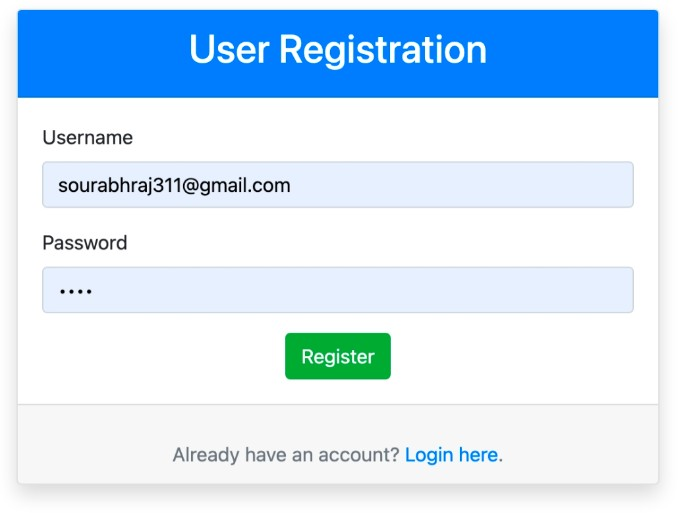 User Registration
Username
sourabhraj311@gmail.com
Password
••••
Register
Already have an account? Login here.